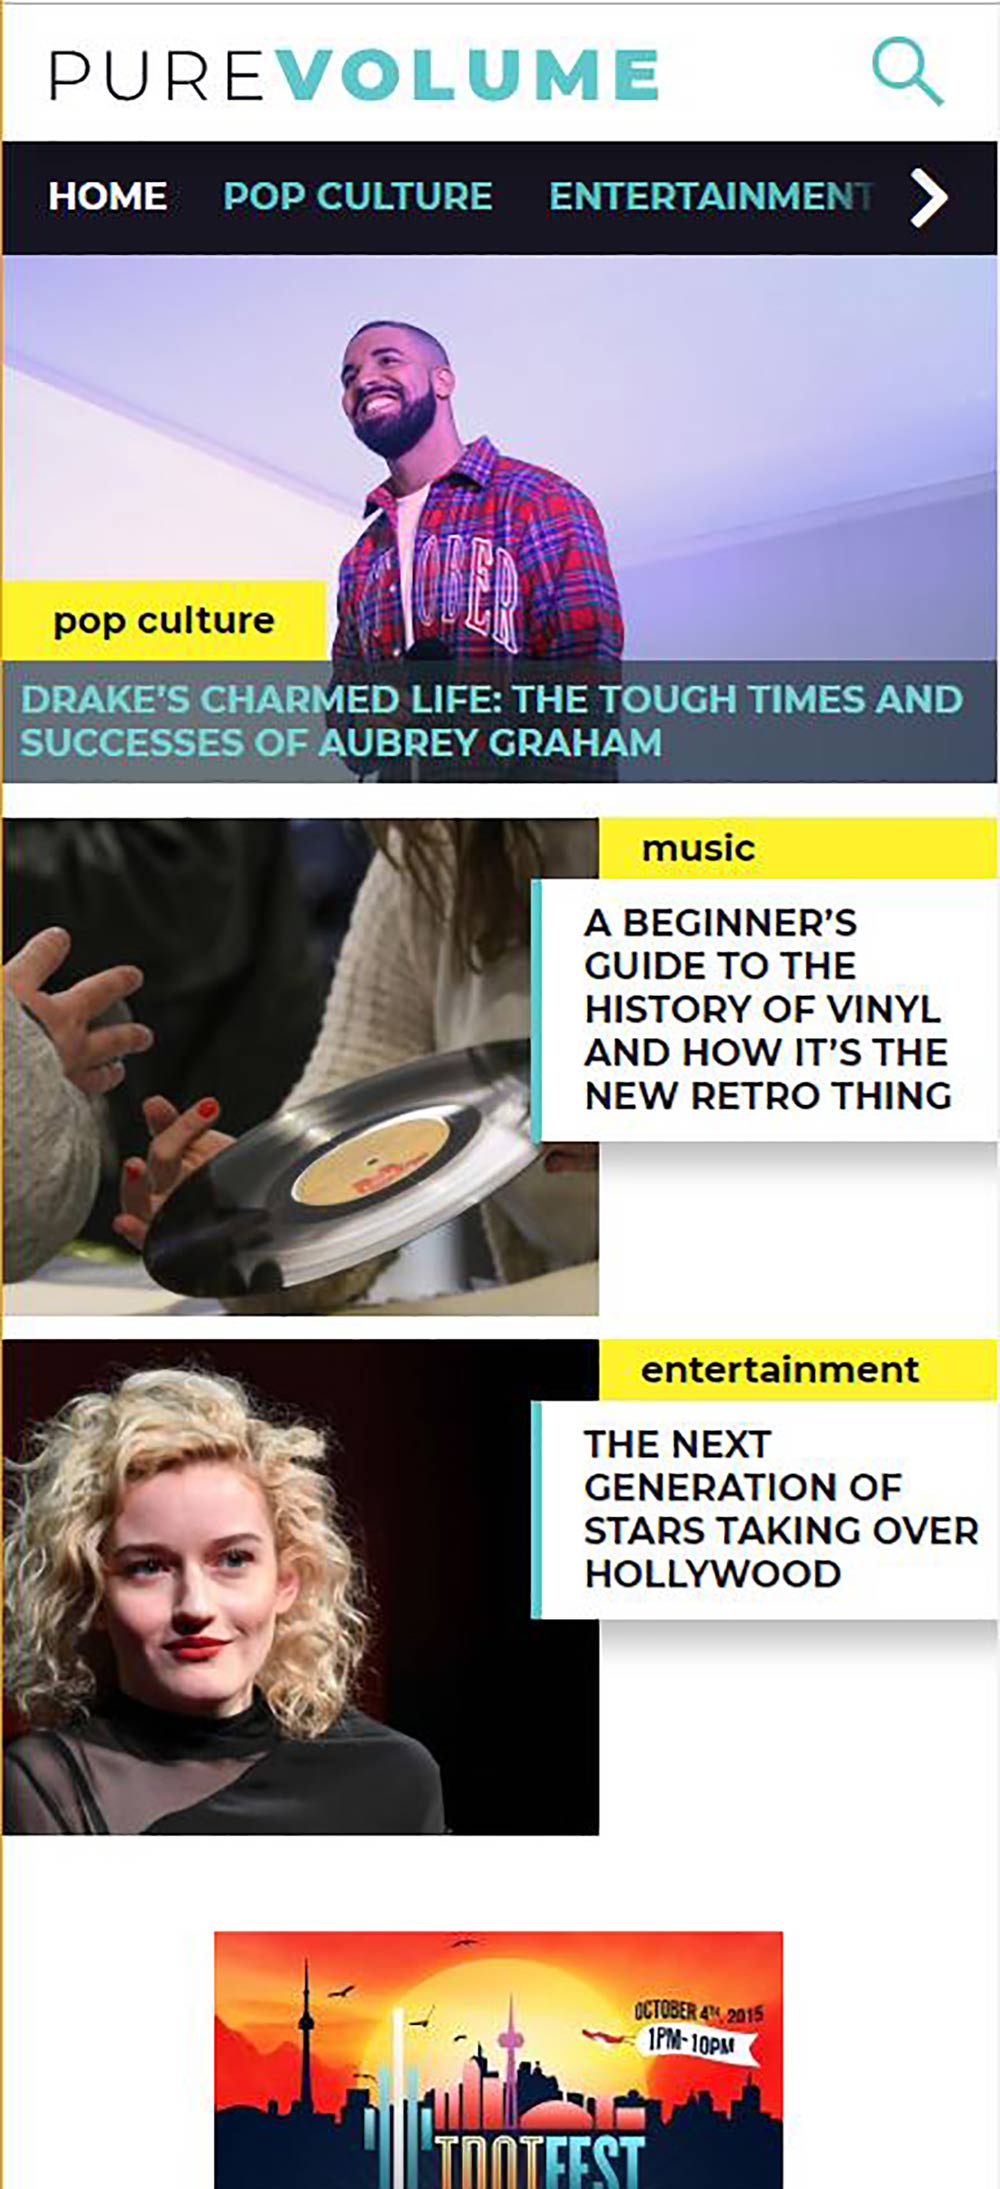 PUREVOLUME
HOME POP CULTURE ENTERTAINMENT
OBER
pop culture
DRAKE'S CHARMED LIFE: THE TOUGH TIMES AND
SUCCESSES OF AUBREY GRAHAM
music
A BEGINNER’S
GUIDE TO THE
HISTORY OF VINYL
AND HOW IT’S THE
NEW RETRO THING
entertainment
THE NEXT
GENERATION OF
STARS TAKING OVER
HOLLYWOOD
OCTOBER 4TH, 2015
1PM-10PM
TDOTFEST